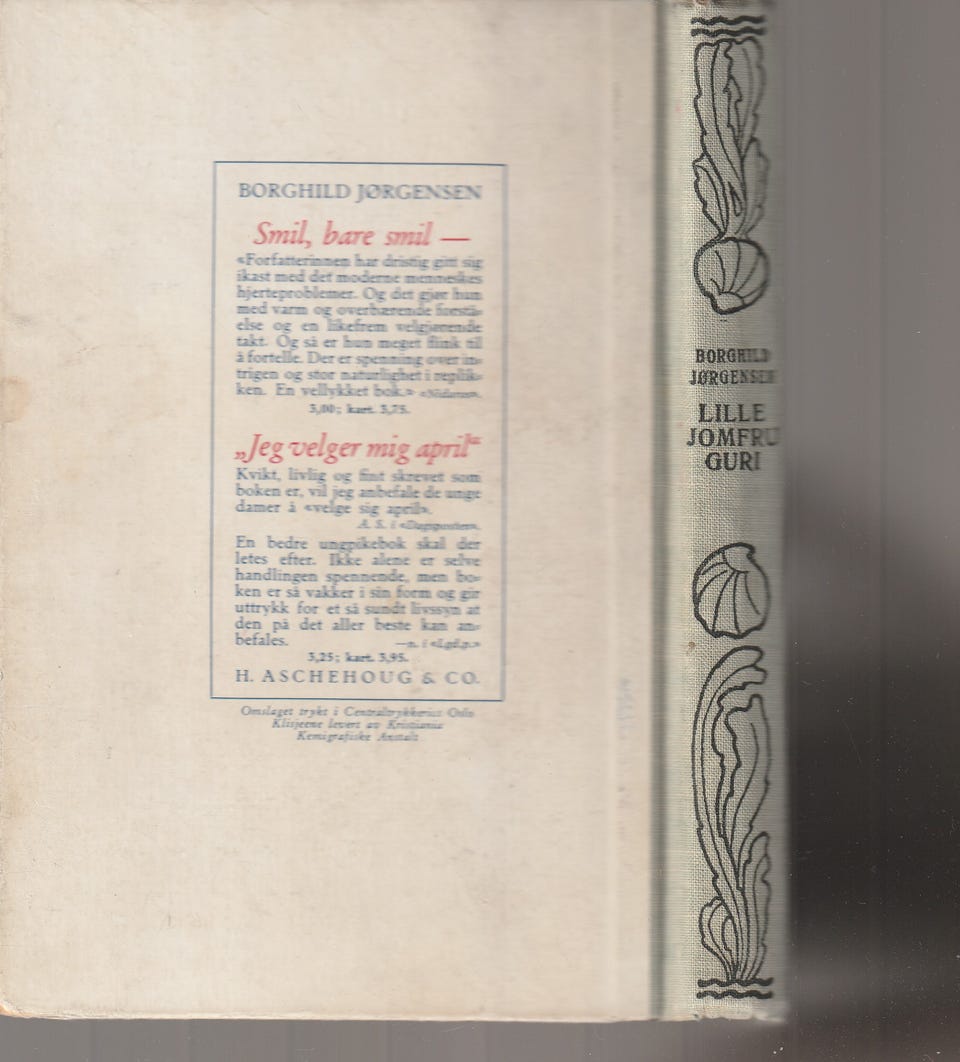 BORGHILD JØRGENSEN
Smil, bare smil —
«Forfatterinnen har dristig gitt sig
ikast med det moderne menneskes
hjerteproblemer. Og det gjør hun
med varm og overbærende forstå-
else og en likefrem velgjørende
takt. Og så er hun meget flink til
å fortelle. Der er spenning over in-
trigen og stor naturlighet i replik-
ken. En vellykket bok.» «Nidaros».
3,00; kart. 3,75.
„Jeg velger mig april“
Kvikt, livlig og fint skrevet som
boken er, vil jeg anbefale de unge
damer å «velge sig april».
A. S. i «Dagsposten».
En bedre ungpikebok skal der
letes efter. Ikke alene er selve
handlingen spennende, men bo-
ken er så vakker i sin form og gir
uttrykk for et så sundt livssyn at
den på det aller beste kan an-
befales. —n. i «Lgd.p.»
3,25; kart. 3,95.
H. ASCHEHOUG & CO.
Omslaget trykt i Centraltrykkeriet Oslo
Klisjeene levert av Kristiania
Kemigrafiske Anstalt
BORGHILD
JØRGENSEN
LILLE
JOMFRU
GURI